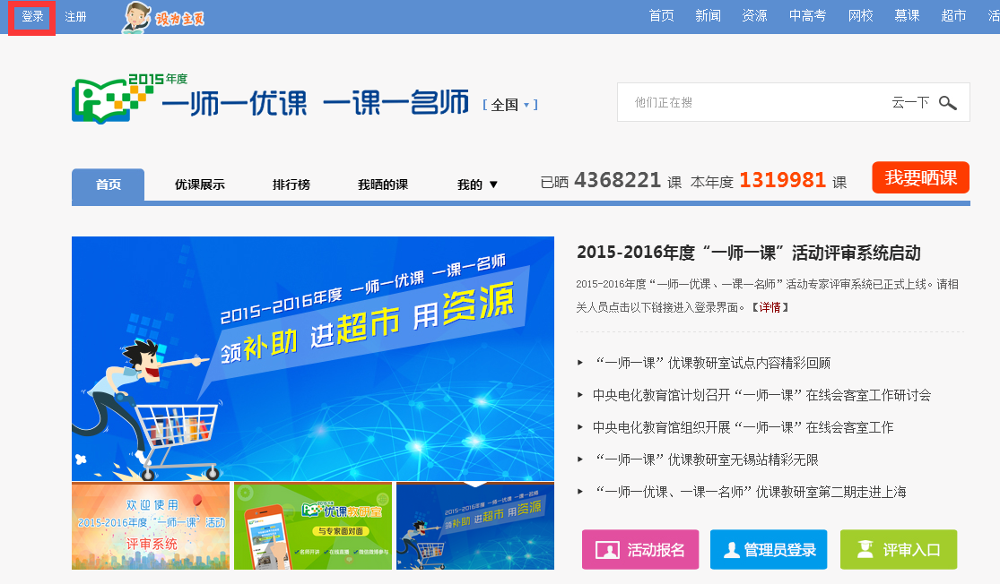 登录 注册 设为主页 首页 新闻 资源 中高考 网校 慕课 超市 活
2015年度
一师一优课 一课一名师 [ 全国 ▾ ]
他们正在搜 云一下
首页 优课展示 排行榜 我晒的课 我的 ▼ 已晒 4368221 课 本年度 1319981 课 我要晒课
2015-2016年度 一师一优课 一课一名师
领补助 进超市 用资源
2015-2016年度“一师一课”活动评审系统启动
2015-2016年度“一师一优课、一课一名师”活动专家评审系统已正式上线。请相
关人员点击以下链接进入登录界面。【详情】
“一师一课”优课教研室试点内容精彩回顾
中央电化教育馆计划召开“一师一课”在线会客室工作研讨会
中央电化教育馆组织开展“一师一课”在线会客室工作
“一师一课”优课教研室无锡站精彩无限
“一师一优课、一课一名师”优课教研室第二期走进上海
欢迎使用
2015-2016年度“一师一课”活动
评审系统
优课教研室
与专家面对面
✓名师评讲 ✓在线直播 ✓微信微博参与
2015-2016年度 一师一优课 一课一名师
领补助 进超市 用资源
活动报名 管理员登录 评审入口